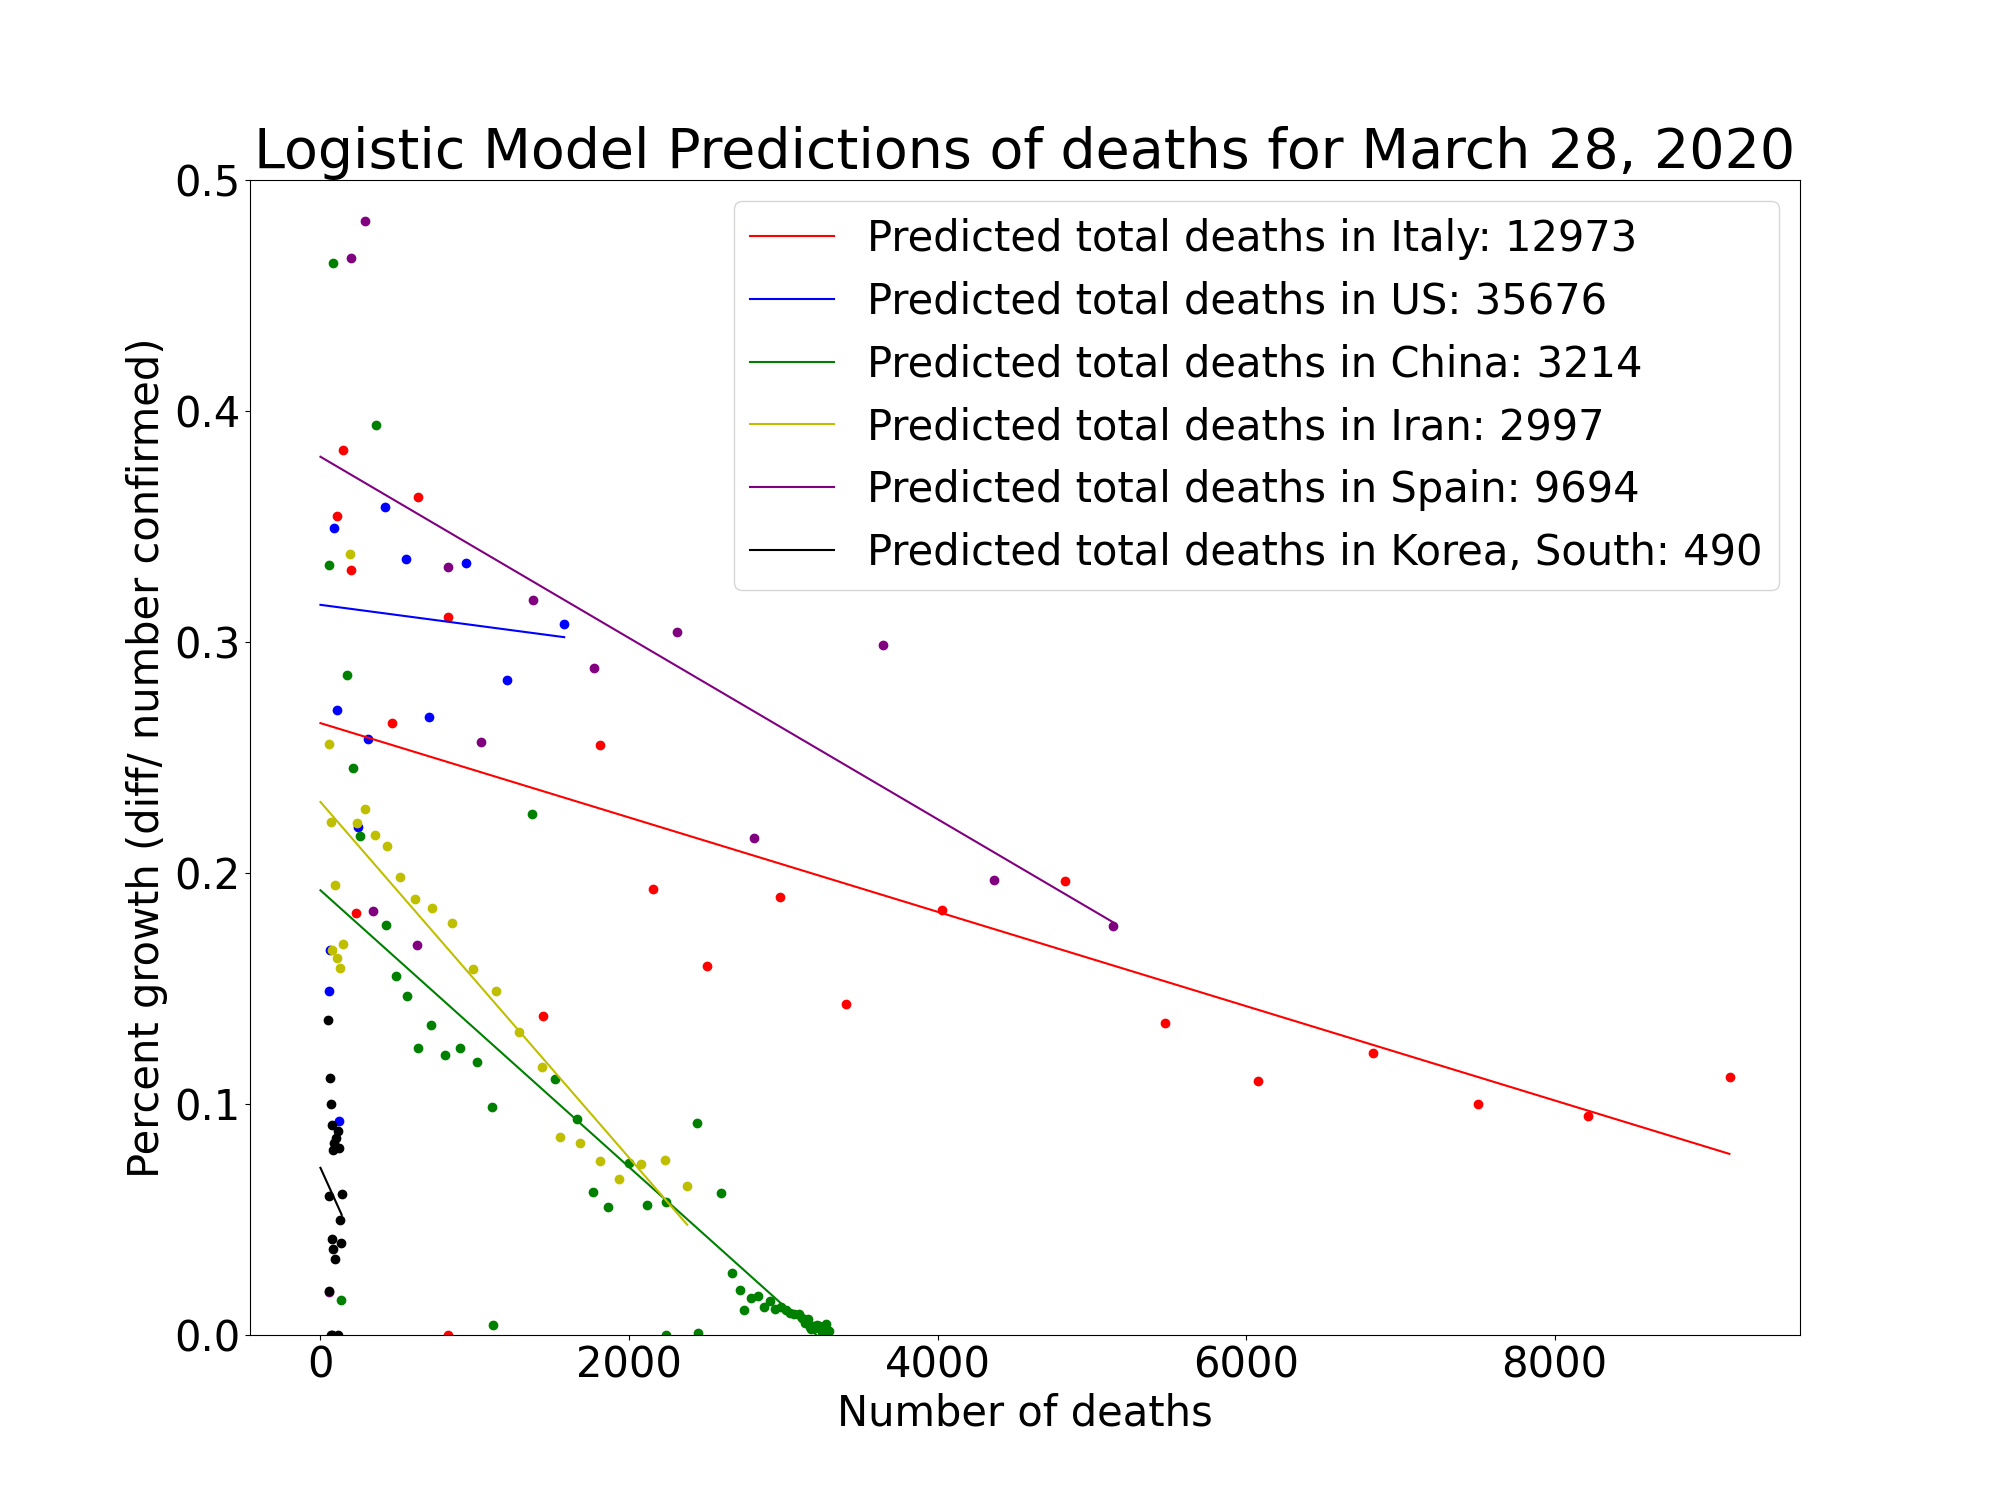 Logistic Model Predictions of deaths for March 28, 2020
0.5
0.4
0.3
0.2
0.1
0.0
Percent growth (diff/ number confirmed)
Predicted total deaths in Italy: 12973
Predicted total deaths in US: 35676
Predicted total deaths in China: 3214
Predicted total deaths in Iran: 2997
Predicted total deaths in Spain: 9694
Predicted total deaths in Korea, South: 490
0 2000 4000 6000 8000
Number of deaths